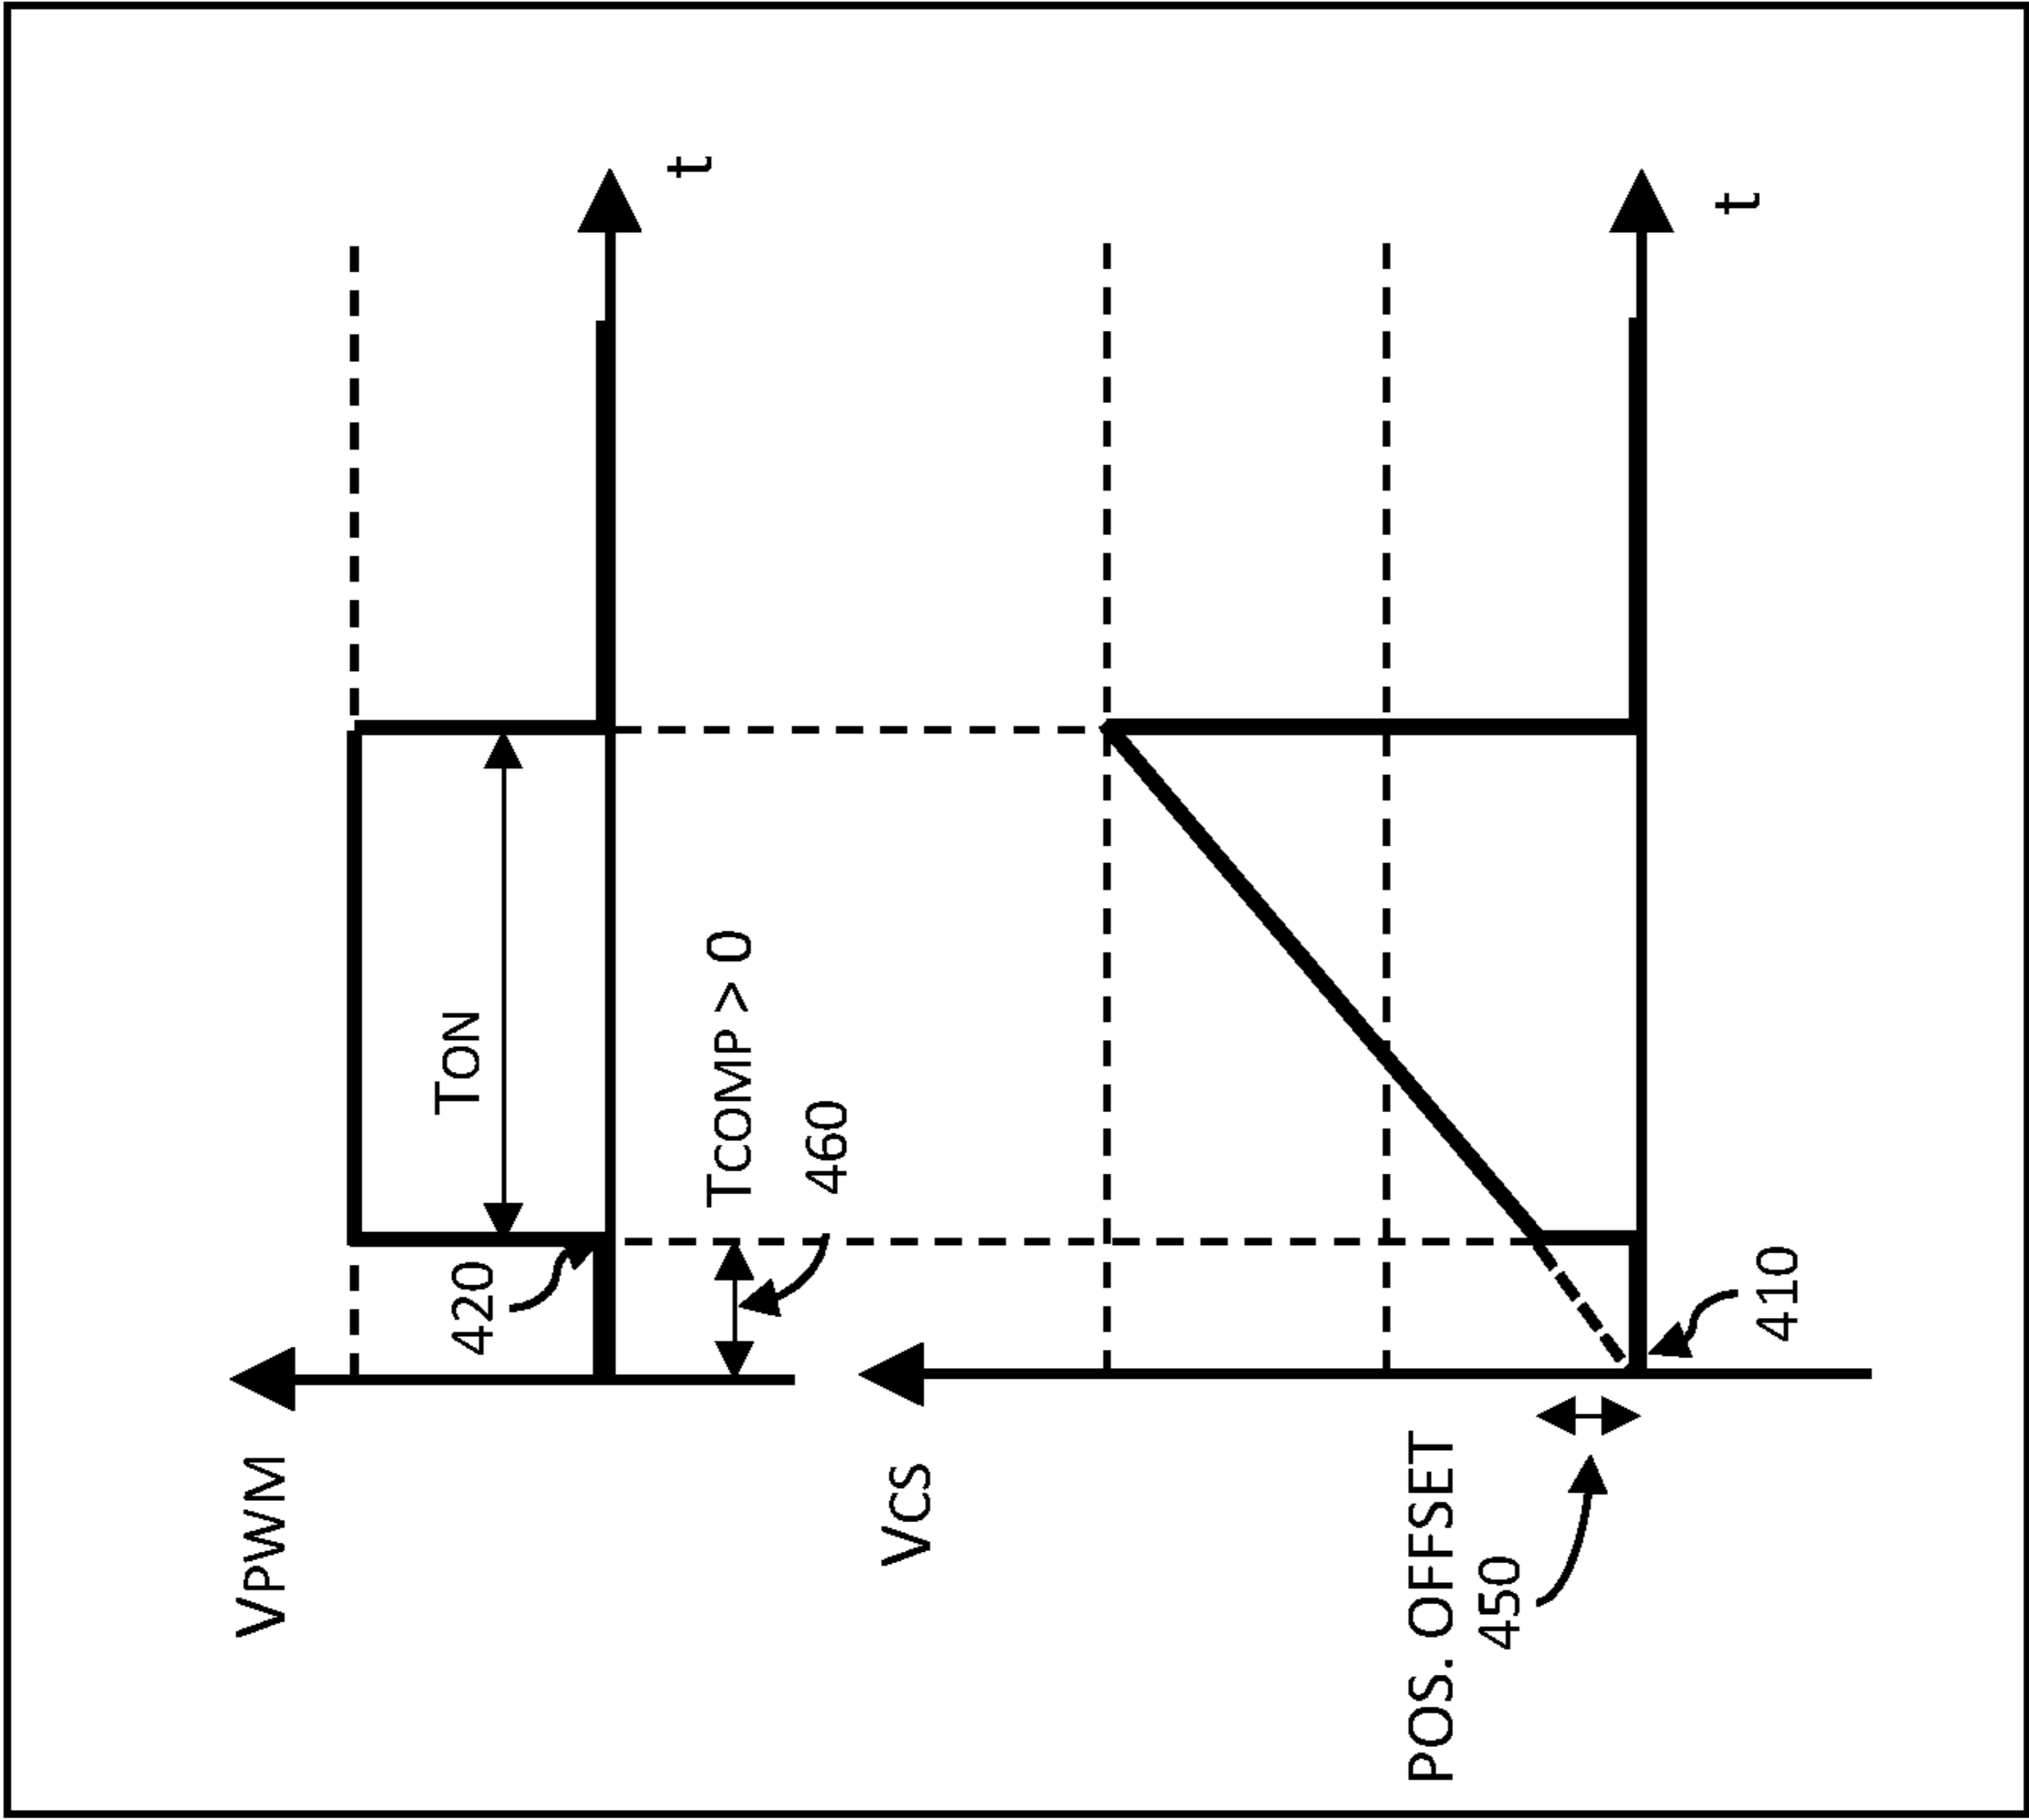 VPWM
420
TON
t
TCOMP > 0
460
VCS
POS. OFFSET
450
410
t